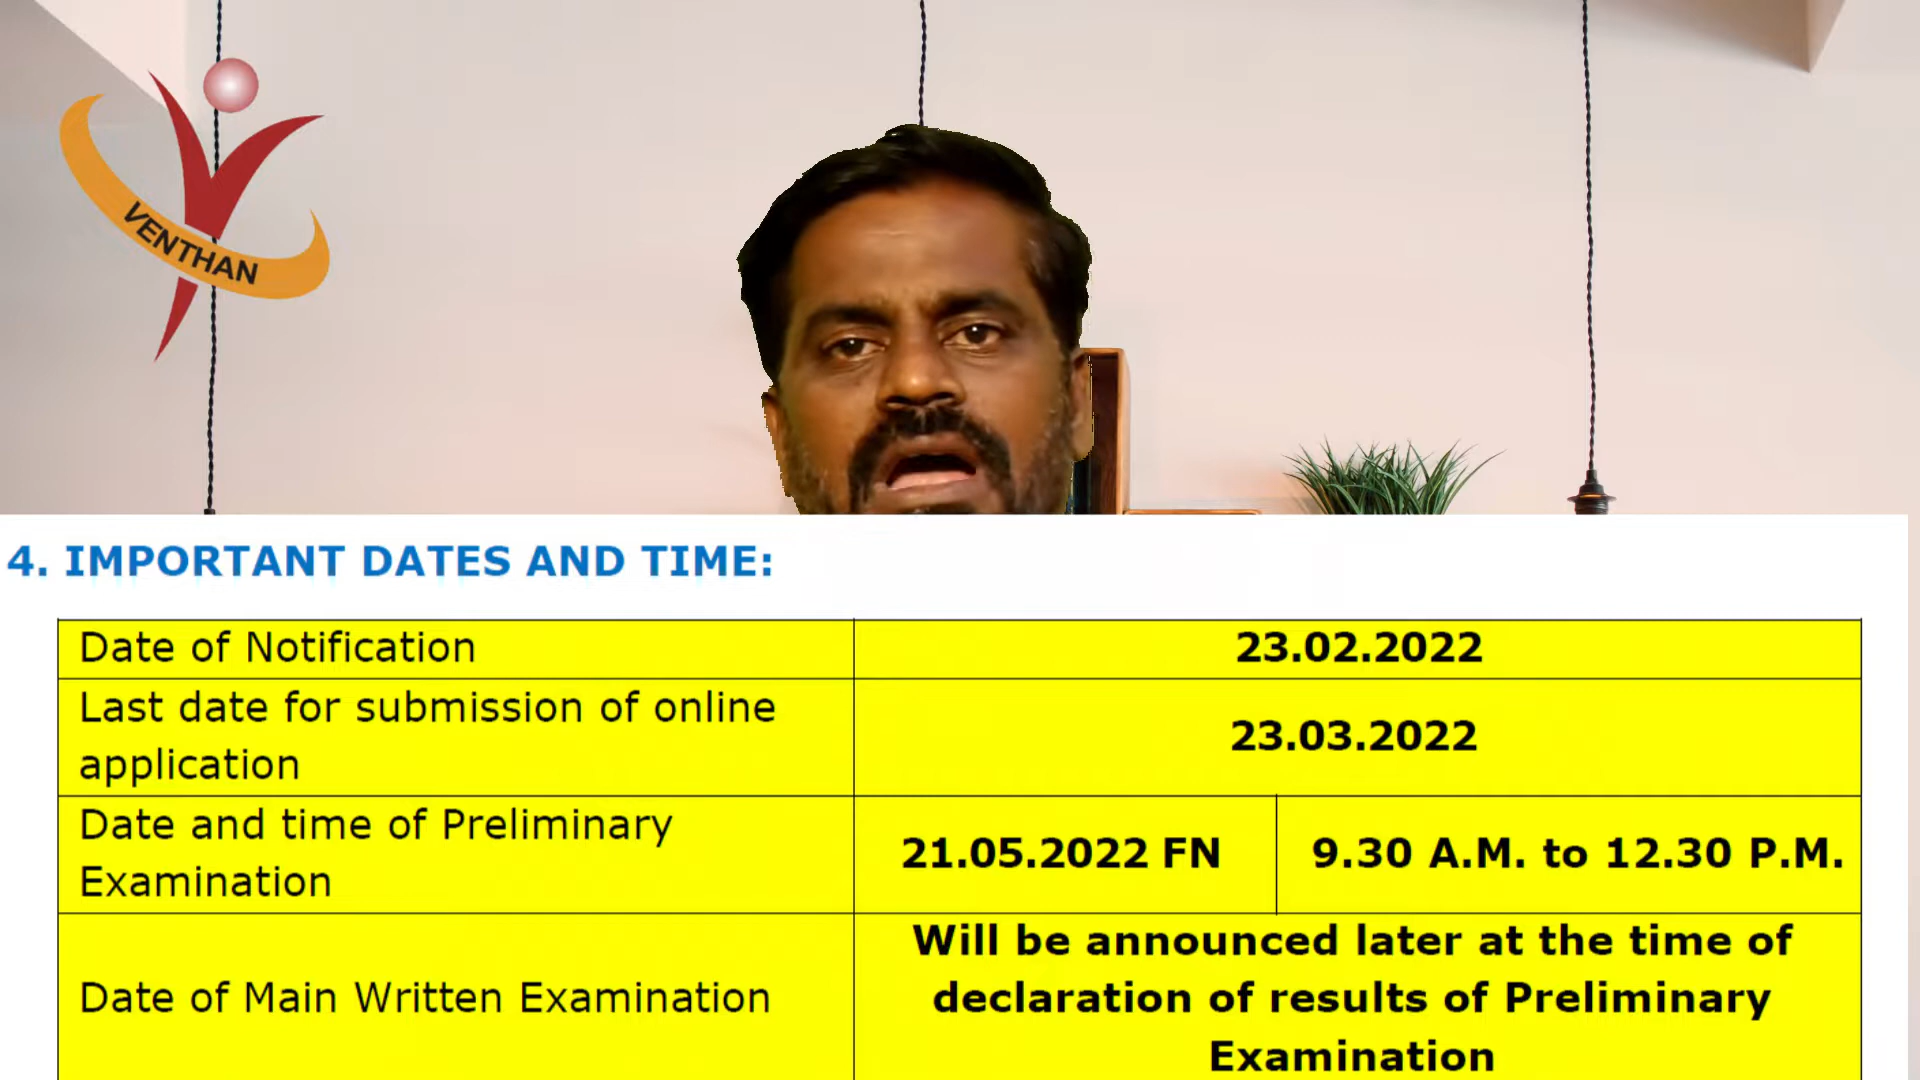 VENTHAN
4. IMPORTANT DATES AND TIME:
Date of Notification
23.02.2022
Last date for submission of online
application
23.03.2022
Date and time of Preliminary
Examination
21.05.2022 FN
9.30 A.M. to 12.30 P.M.
Date of Main Written Examination
Will be announced later at the time of
declaration of results of Preliminary
Examination